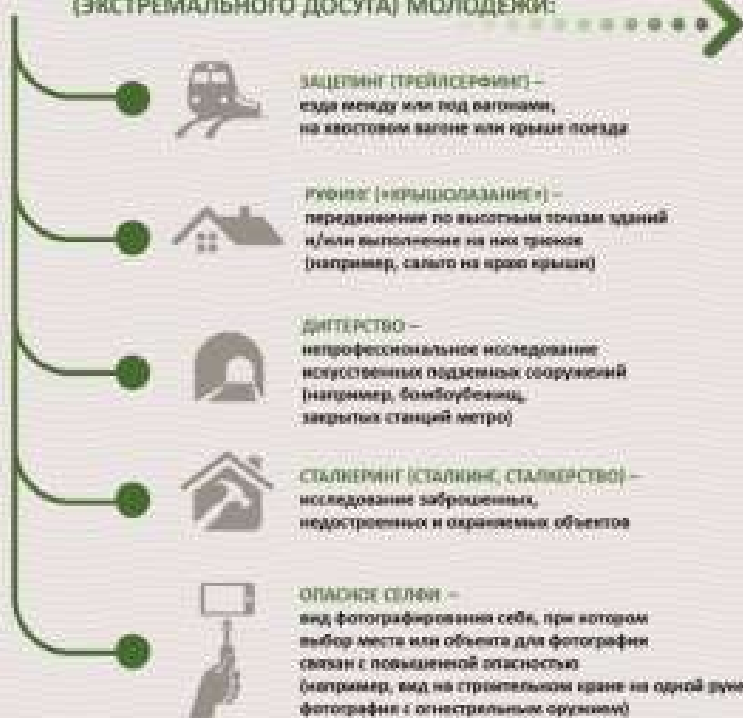 (ЭКСТРЕМАЛЬНОГО ДОСУГА) МОЛОДЕЖИ:
ЗАЦЕПИНГ (ТРЕЙЛСЕРФИНГ) –
езда между или под вагонами,
на хвостовом вагоне или крыше поезда
РУФИНГ («КРЫШОЛАЗАНИЕ») –
передвижение по высотным точкам зданий
и/или выполнение на них трюков
(например, сальто на краю крыши)
ДИГГЕРСТВО –
непрофессиональное исследование
искусственных подземных сооружений
(например, бомбоубежищ,
закрытых станций метро)
СТАЛКЕРИНГ (СТАЛКИНГ, СТАЛКЕРСТВО) –
исследование заброшенных,
недостроенных и охраняемых объектов
ОПАСНОЕ СЕЛФИ –
вид фотографирования себя, при котором
выбор места или объекта для фотографии
связан с повышенной опасностью
(например, вид на строительном кране на одной руке
фотография с огнестрельным оружием)